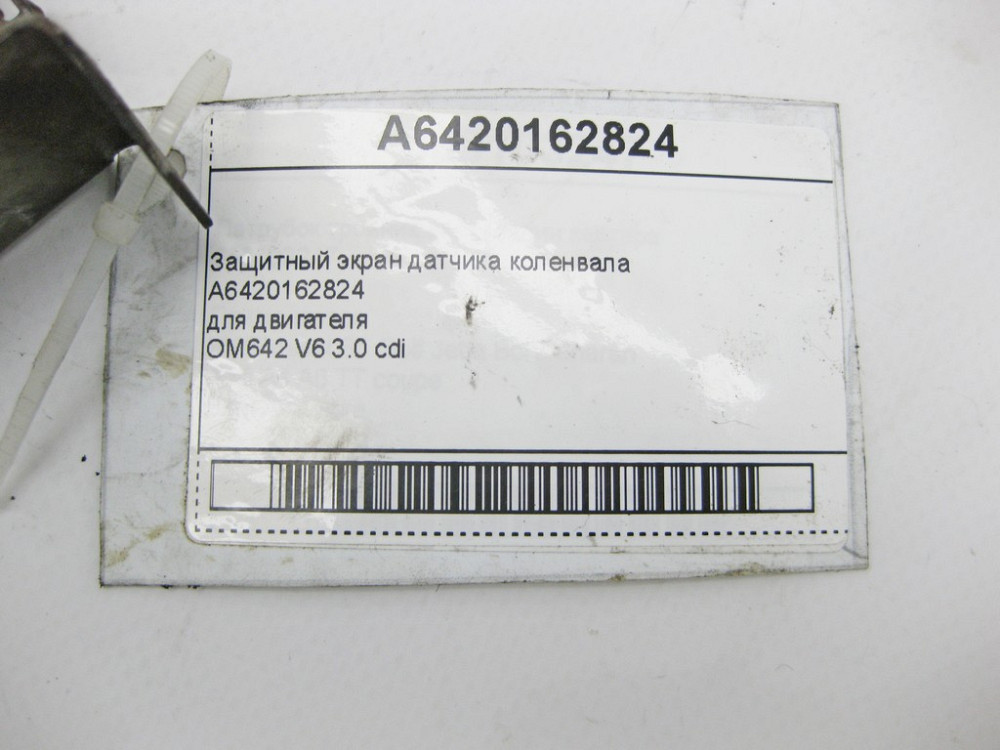 A6420162824
Защитный экран датчика коленвала
A6420162824
для двигателя
OM642 V6 3.0 cdi